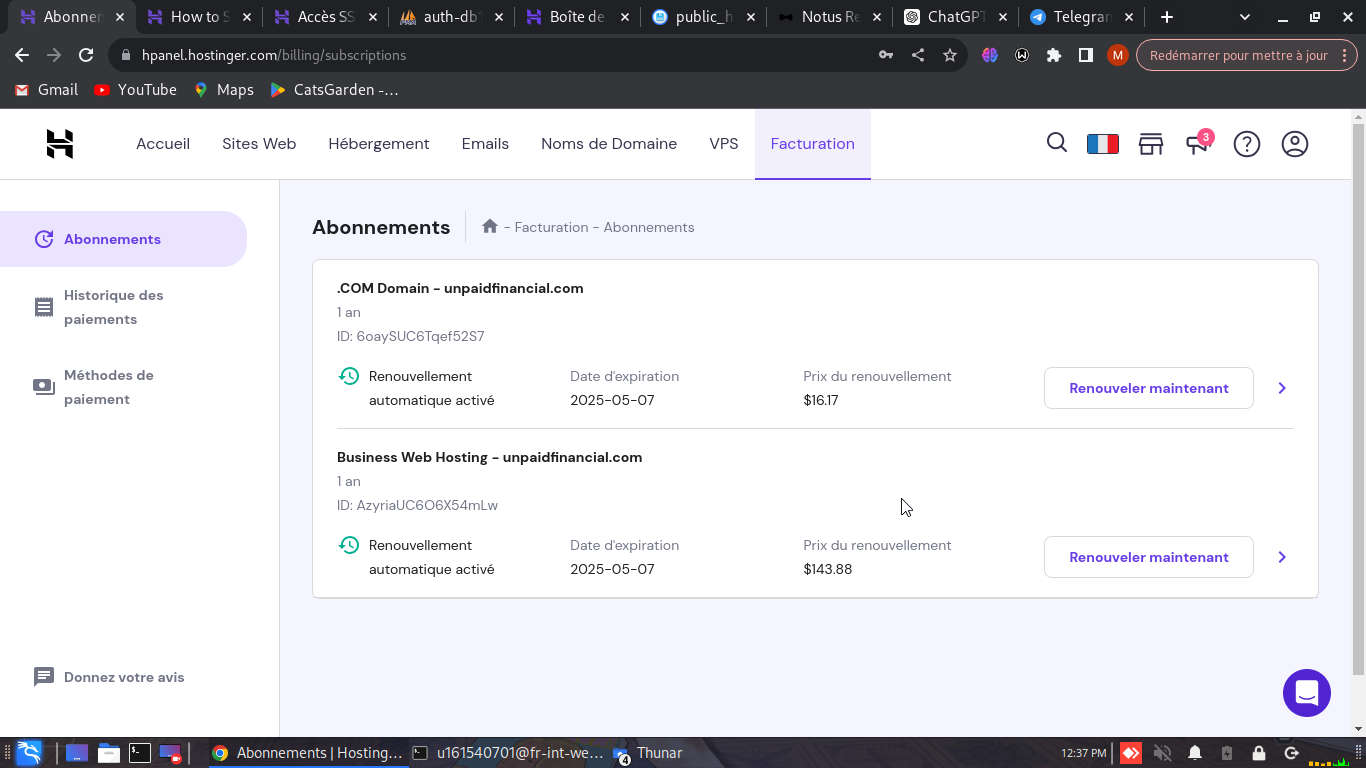 Abonnen
How to S
Accès SS
auth-db1
Boîte de
public_h
Notus Re
ChatGPT
Telegran
hpanel.hostinger.com/billing/subscriptions
M
Redémarrer pour mettre à jour
Gmail
YouTube
Maps
CatsGarden -…
Accueil
Sites Web
Hébergement
Emails
Noms de Domaine
VPS
Facturation
3
Abonnements
Historique des
paiements
Méthodes de
paiement
Donnez votre avis
Abonnements
- Facturation - Abonnements
.COM Domain - unpaidfinancial.com
1 an
ID: 6oaySUC6Tqef52S7
Renouvellement
automatique activé
Date d'expiration
2025-05-07
Prix du renouvellement
$16.17
Renouveler maintenant
Business Web Hosting - unpaidfinancial.com
1 an
ID: AzyriaUC6O6X54mLw
Renouvellement
automatique activé
Date d'expiration
2025-05-07
Prix du renouvellement
$143.88
Renouveler maintenant
Abonnements | Hosting…
u161540701@fr-int-we…
4
Thunar
12:37 PM